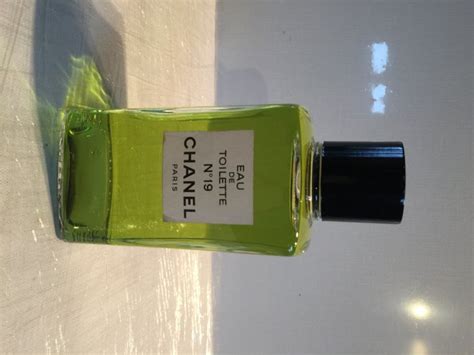 EAU
DE
TOILETTE
N°19
CHANEL
PARIS